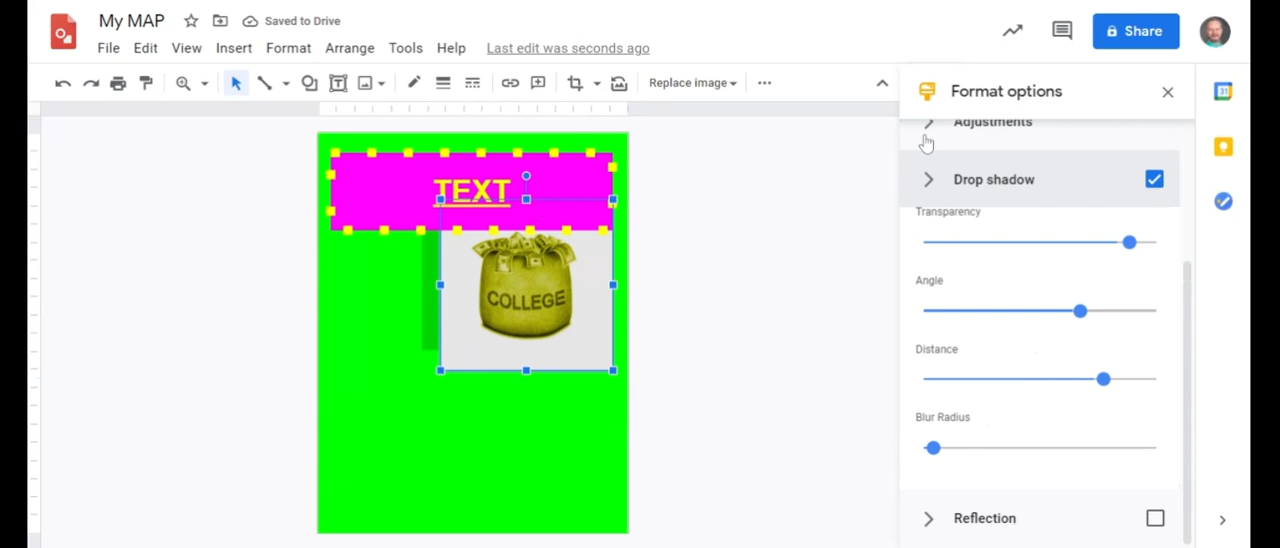 My MAP
Saved to Drive
File Edit View Insert Format Arrange Tools Help Last edit was seconds ago
Share
Replace image
Format options
Adjustments
Drop shadow
Transparency
Angle
Distance
Blur Radius
Reflection
TEXT
COLLEGE
31